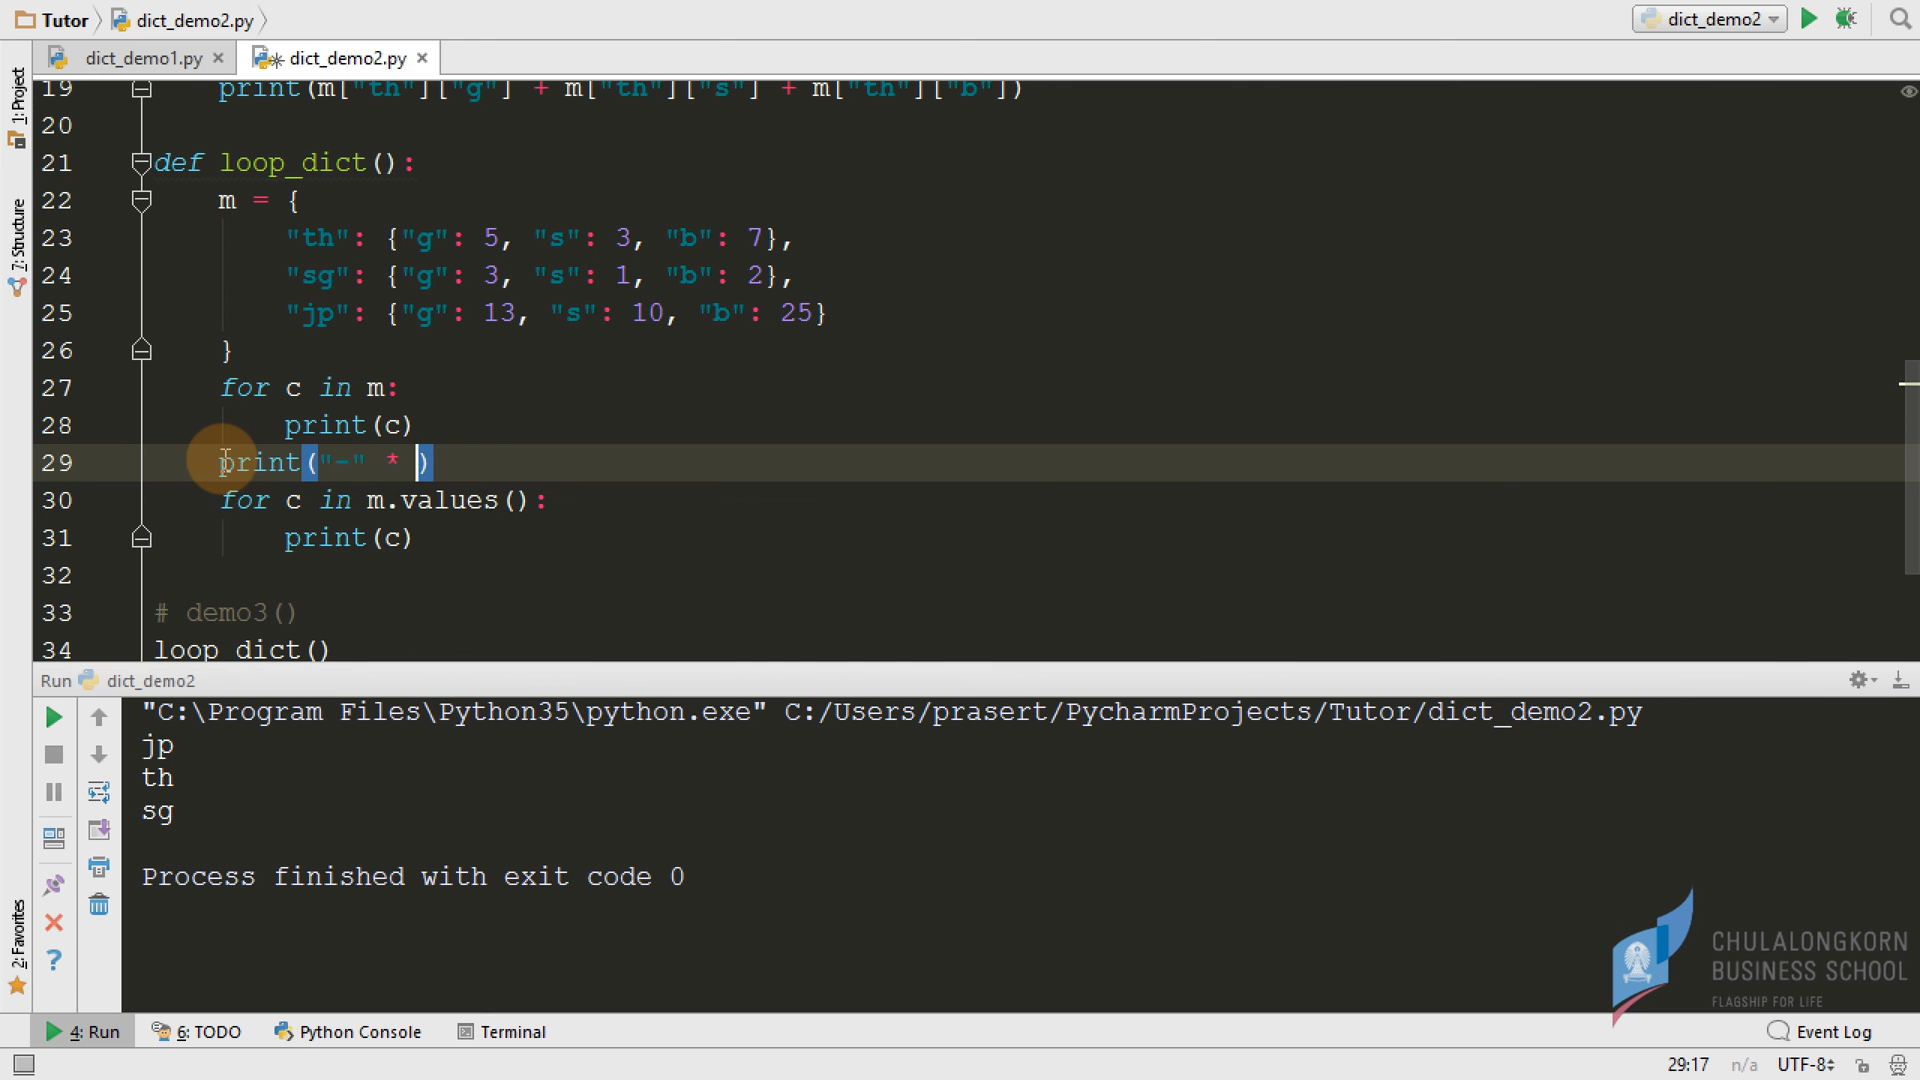 Tutor dict_demo2.py dict_demo2
dict_demo1.py dict_demo2.py
1: Project
7: Structure
2: Favorites
19 print(m["th"]["g"] + m["th"]["s"] + m["th"]["b"])
20
21 def loop_dict():
22 m = {
23 "th": {"g": 5, "s": 3, "b": 7},
24 "sg": {"g": 3, "s": 1, "b": 2},
25 "jp": {"g": 13, "s": 10, "b": 25}
26 }
27 for c in m:
28 print(c)
29 print("-" * )
30 for c in m.values():
31 print(c)
32
33 # demo3()
34 loop_dict()
Run dict_demo2
"C:\Program Files\Python35\python.exe" C:/Users/prasert/PycharmProjects/Tutor/dict_demo2.py
jp
th
sg
Process finished with exit code 0
CHULALONGKORN
BUSINESS SCHOOL
FLAGSHIP FOR LIFE
4: Run 6: TODO Python Console Terminal Event Log
29:17 n/a UTF-8